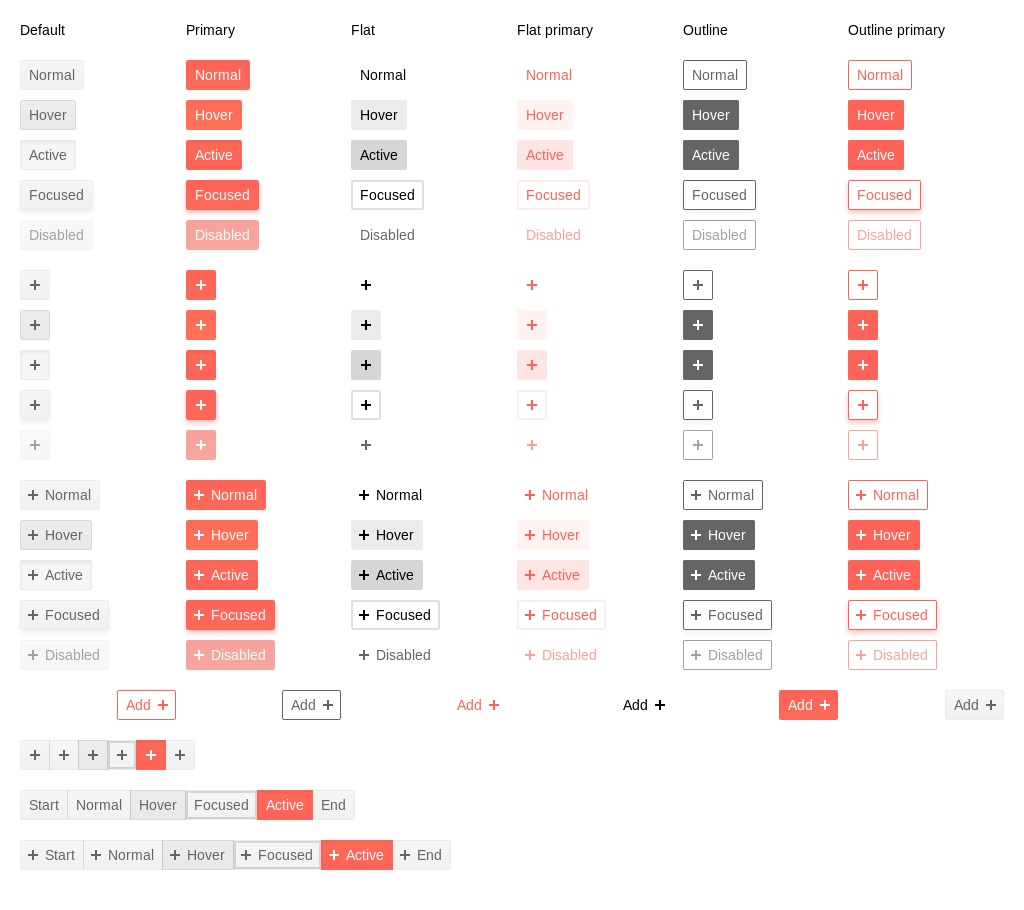 Default Primary Flat Flat primary Outline Outline primary
Normal Normal Normal Normal Normal Normal
Hover Hover Hover Hover Hover Hover
Active Active Active Active Active Active
Focused Focused Focused Focused Focused Focused
Disabled Disabled Disabled Disabled Disabled Disabled
+ + + + + +
+ + + + + +
+ + + + + +
+ + + + + +
+ + + + + +
+ Normal + Normal + Normal + Normal + Normal + Normal
+ Hover + Hover + Hover + Hover + Hover + Hover
+ Active + Active + Active + Active + Active + Active
+ Focused + Focused + Focused + Focused + Focused + Focused
+ Disabled + Disabled + Disabled + Disabled + Disabled + Disabled
Add + Add + Add + Add + Add + Add +
+ + + + + +
Start Normal Hover Focused Active End
+ Start + Normal + Hover + Focused + Active + End